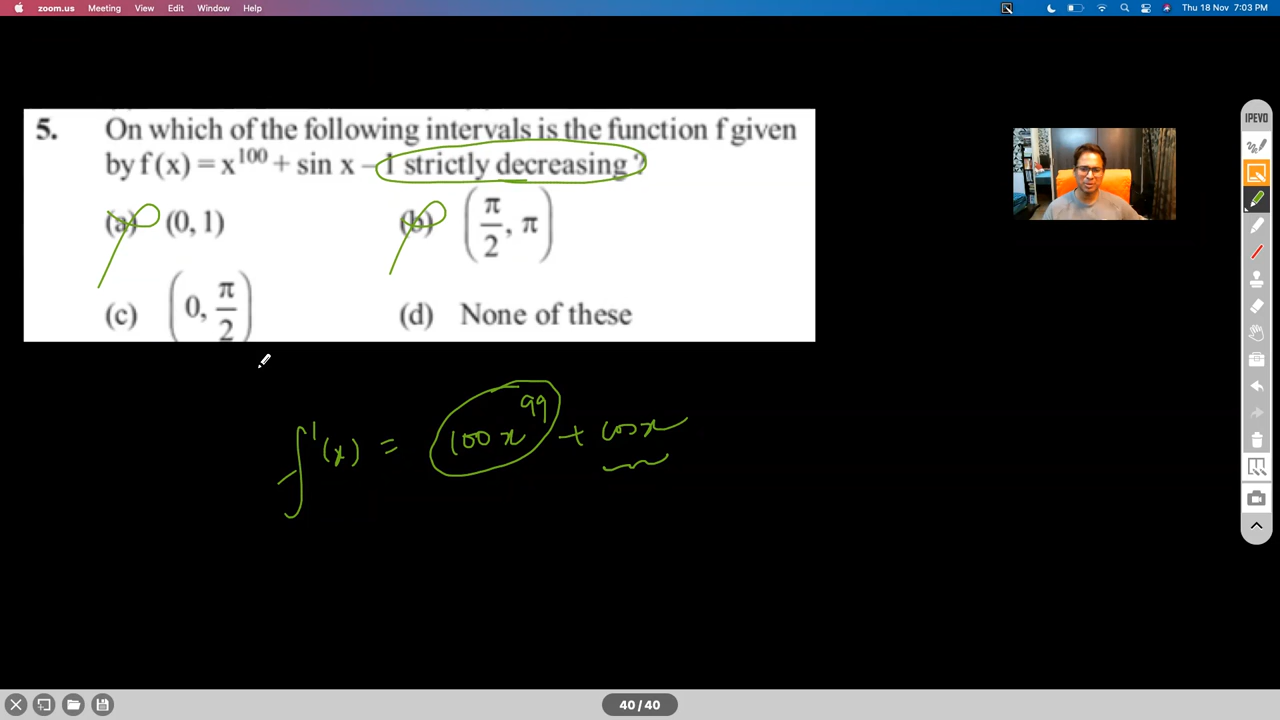 zoom.us Meeting View Edit Window Help Thu 18 Nov 7:03 PM
IPEVO
5. On which of the following intervals is the function f given
by f (x) = x¹⁰⁰ + sin x – 1 strictly decreasing ?
(a) (0, 1) (b) (π/2, π)
(c) (0, π/2) (d) None of these
f'(x) = 100x⁹⁹ + cosx
40 / 40